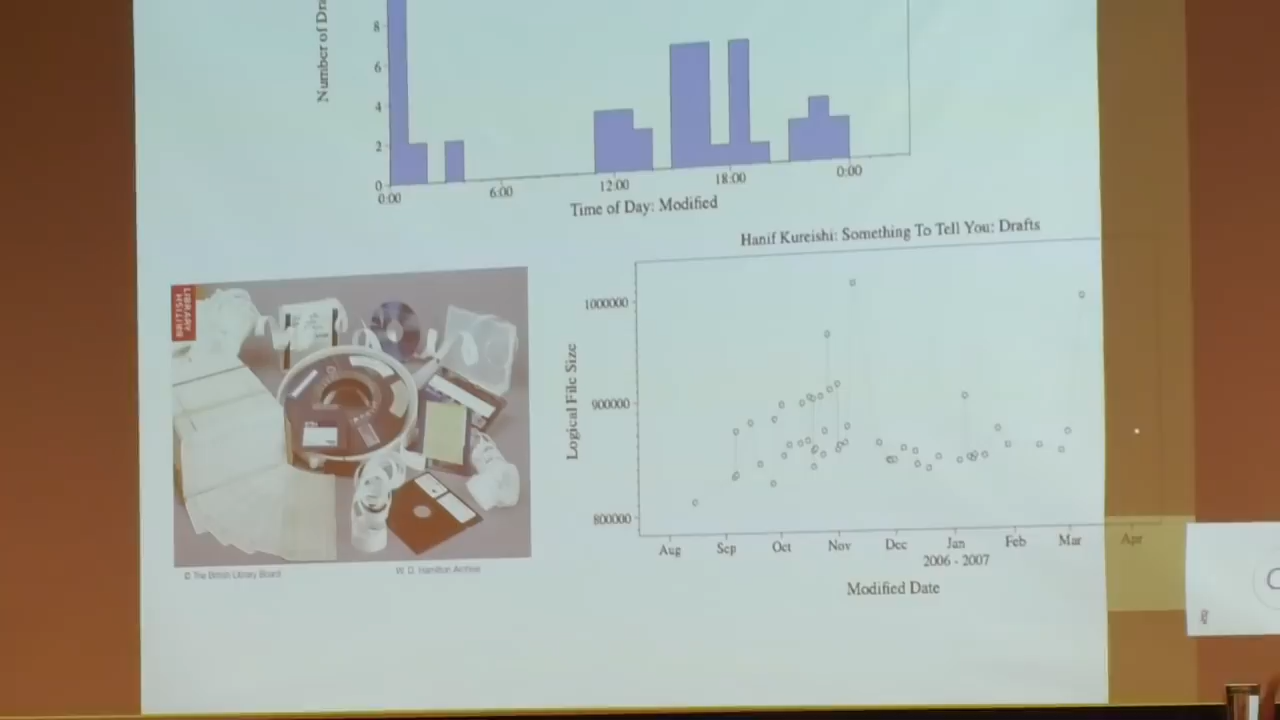 Number of Dra
8
6
4
2
0
0:00
6:00
12:00
18:00
0:00
Time of Day: Modified
Hanif Kureishi: Something To Tell You: Drafts
LIBRARY
BRITISH
© The British Library Board
W. D. Hamilton Archive
Logical File Size
1000000
900000
800000
Aug
Sep
Oct
Nov
Dec
Jan
Feb
Mar
Apr
2006 - 2007
Modified Date